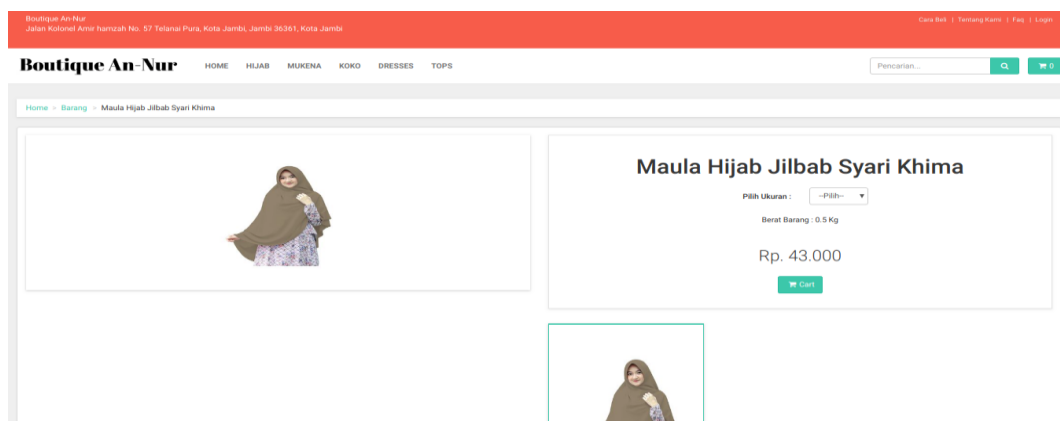 Boutique An-Nur
Jalan Kolonel Amir hamzah No. 57 Telanai Pura, Kota Jambi, Jambi 36361, Kota Jambi
Cara Beli | Tentang Kami | Faq | Login
Boutique An-Nur HOME HIJAB MUKENA KOKO DRESSES TOPS Pencarian... 0
Home > Barang > Maula Hijab Jilbab Syari Khima
Maula Hijab Jilbab Syari Khima
Pilih Ukuran : --Pilih--
Berat Barang : 0.5 Kg
Rp. 43.000
Cart